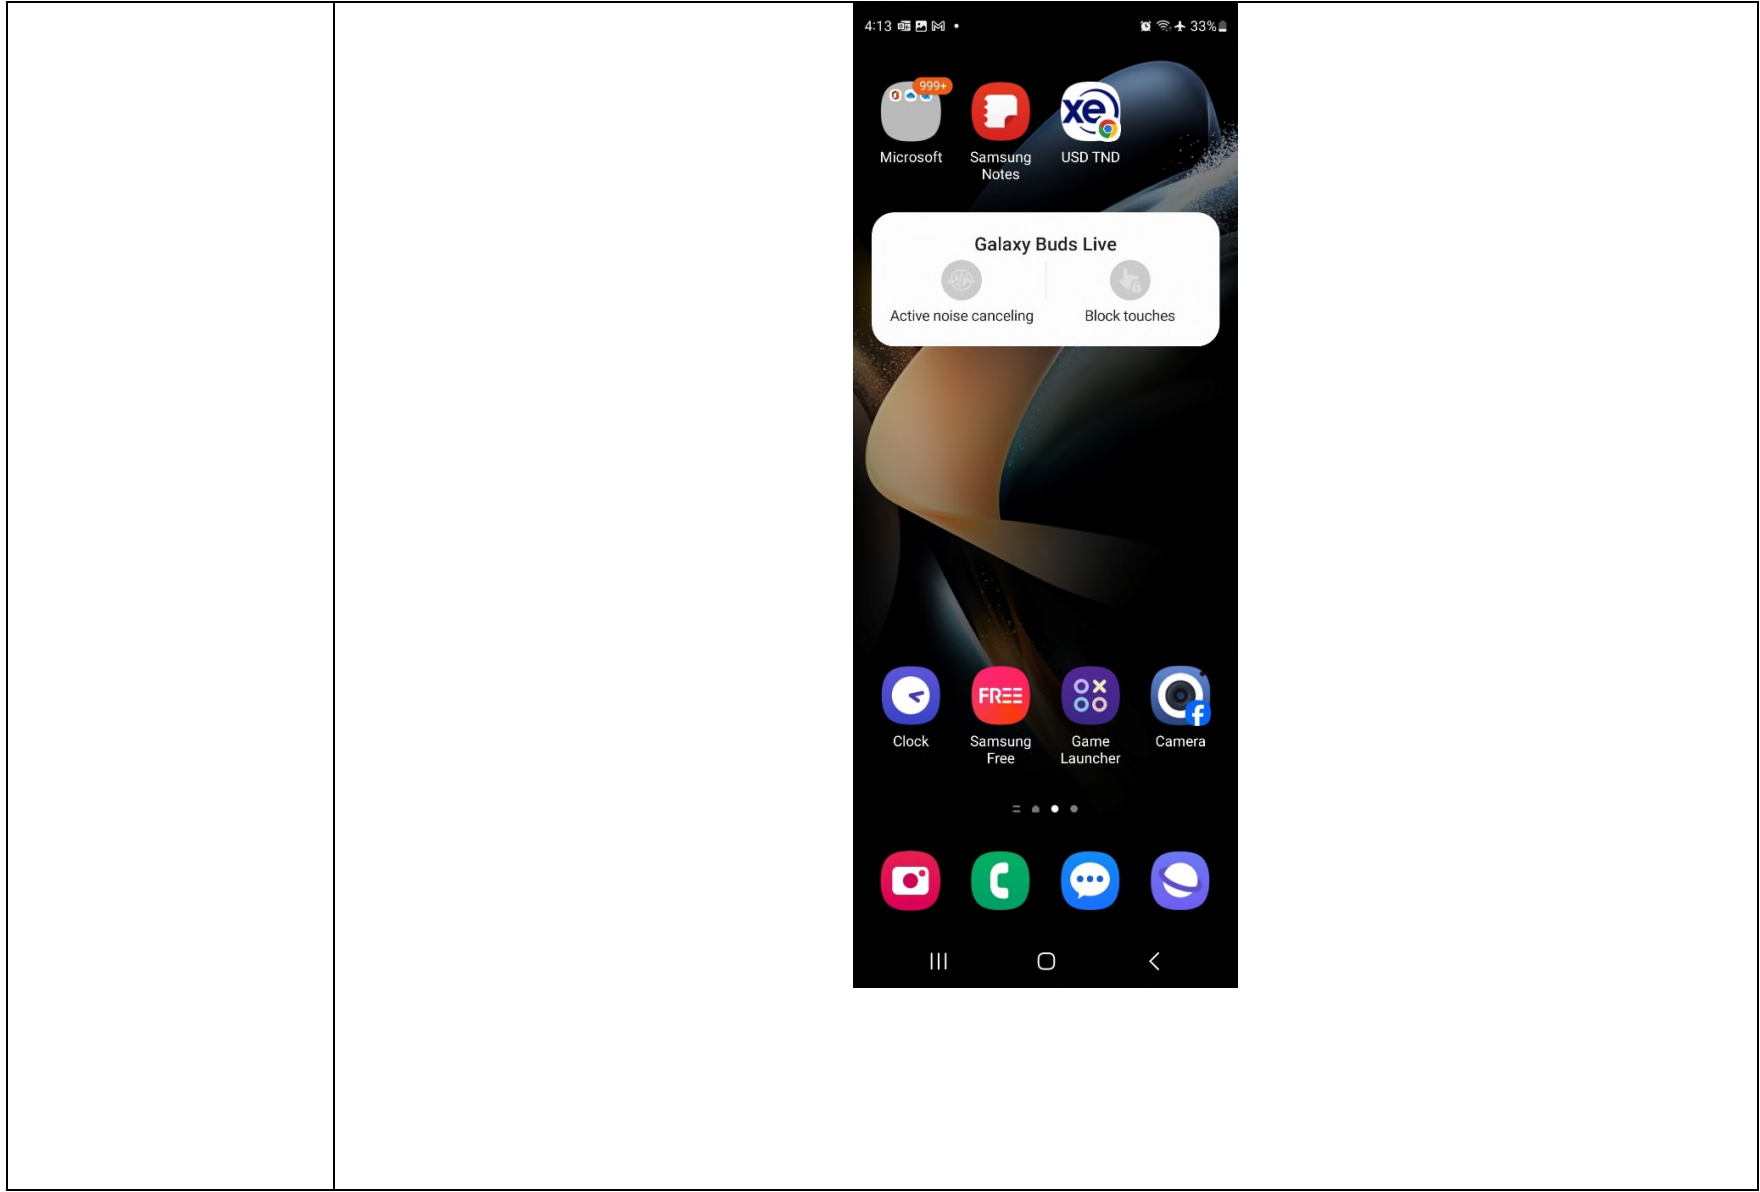 4:13
33%
999+
xe
Microsoft
Samsung
Notes
USD TND
Galaxy Buds Live
Active noise canceling
Block touches
FREE
Clock
Samsung
Free
Game
Launcher
Camera